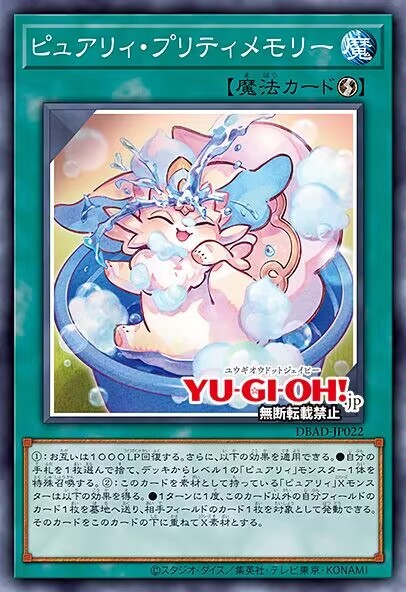 ピュアリィ・プリティメモリー
魔
【魔法カード】
ユウギオウドットジェイピー
YU-GI-OH!.jp
無断転載禁止
DBAD-JP022
①：お互いは1000LP回復する。さらに、以下の効果を適用できる。●自分の
手札を1枚選んで捨て、デッキからレベル1の「ピュアリィ」モンスター1体を
特殊召喚する。②：このカードを素材として持っている「ピュアリィ」Xモン
スターは以下の効果を得る。●1ターンに1度、このカード以外の自分フィールドの
カード1枚を墓地へ送り、相手フィールドのカード1枚を対象として発動できる。
そのカードをこのカードの下に重ねてX素材とする。
©スタジオ・ダイス／集英社・テレビ東京・KONAMI